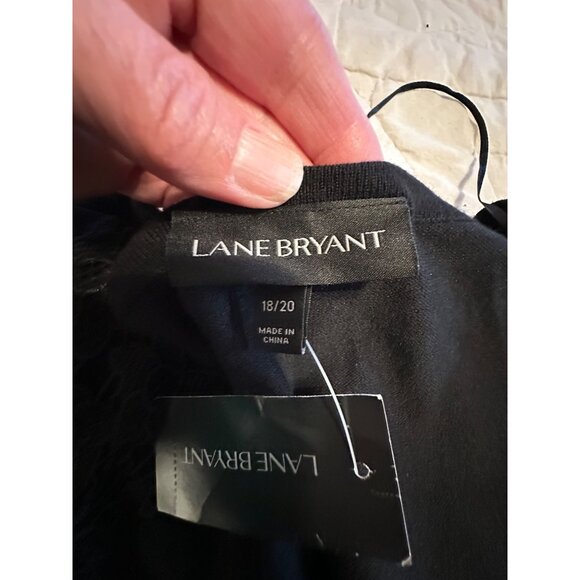 LANE BRYANT
18/20
MADE IN
CHINA
LANE BRYANT